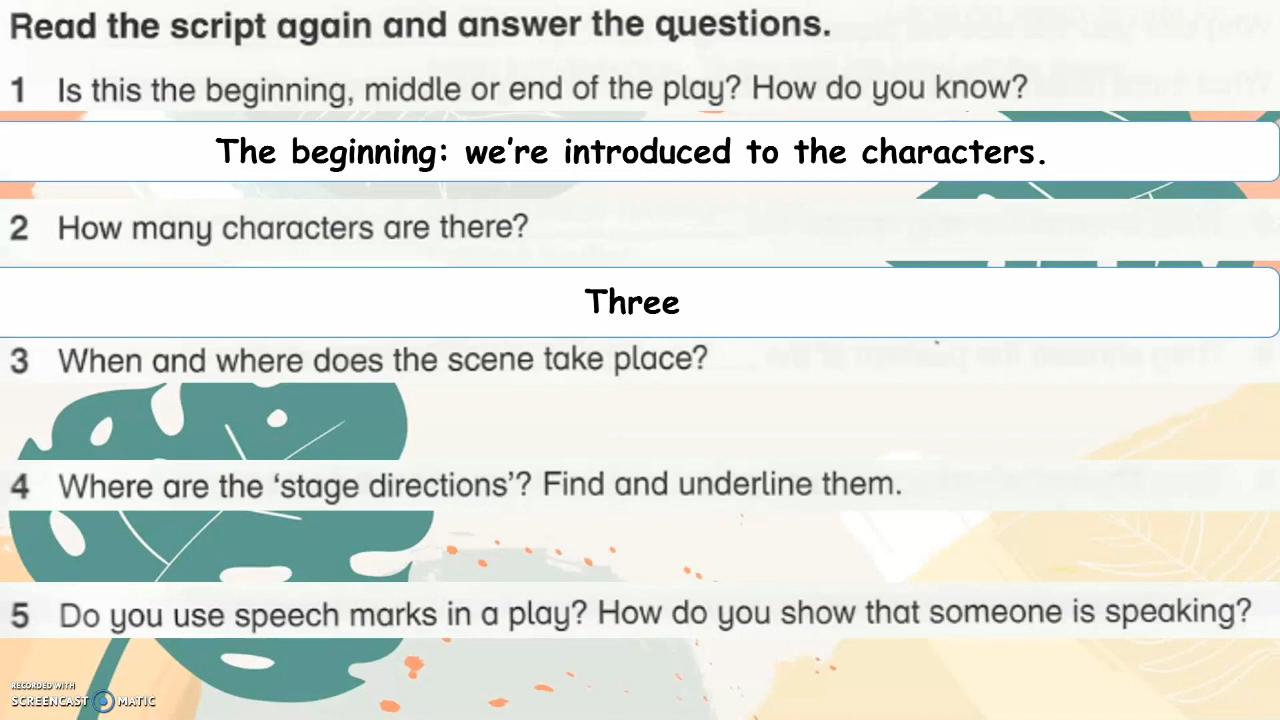 Read the script again and answer the questions.
1 Is this the beginning, middle or end of the play? How do you know?
The beginning: we're introduced to the characters.
2 How many characters are there?
Three
3 When and where does the scene take place?
4 Where are the ‘stage directions’? Find and underline them.
5 Do you use speech marks in a play? How do you show that someone is speaking?
RECORDED WITH
SCREENCAST MATIC